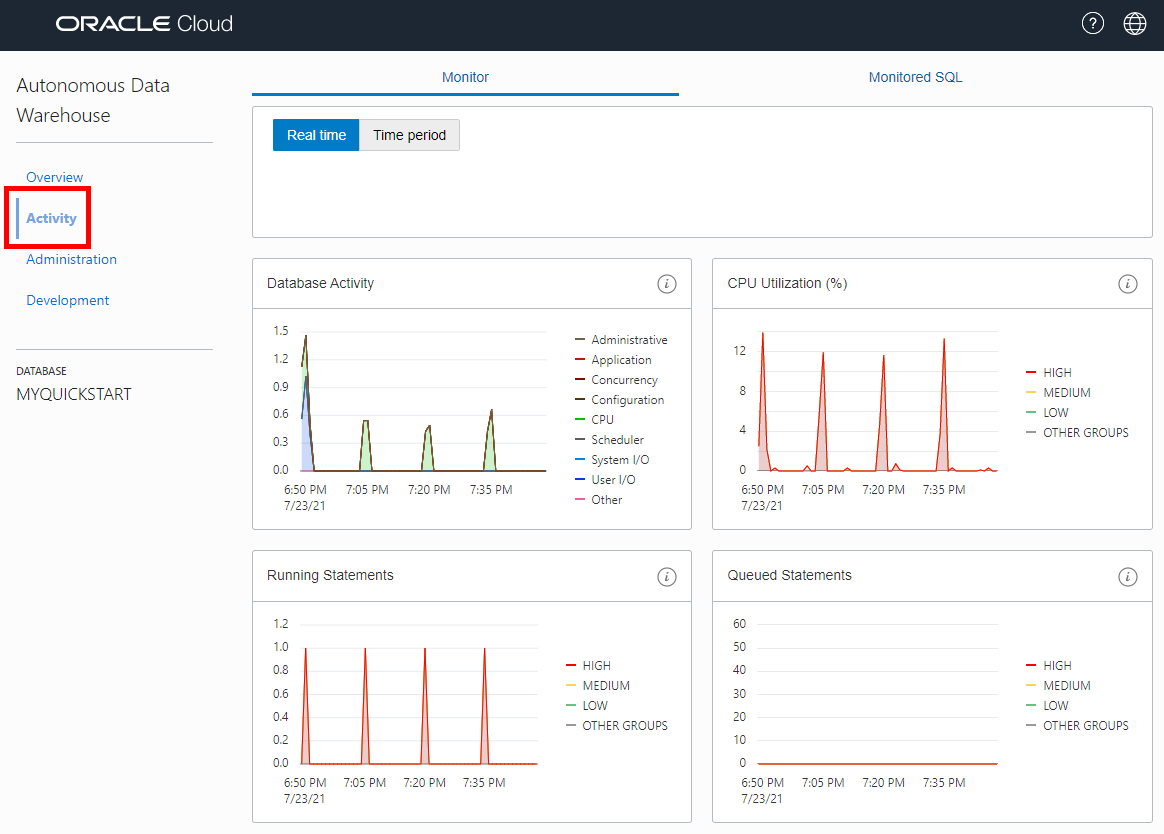 ORACLE Cloud
?
Autonomous Data
Warehouse
Overview
Activity
Administration
Development
DATABASE
MYQUICKSTART
Monitor
Monitored SQL
Real time
Time period
Database Activity
i
1.5
1.2
0.9
0.6
0.3
0.0
6:50 PM 7:05 PM 7:20 PM 7:35 PM
7/23/21
Administrative
Application
Concurrency
Configuration
CPU
Scheduler
System I/O
User I/O
Other
CPU Utilization (%)
i
12
8
4
0
6:50 PM 7:05 PM 7:20 PM 7:35 PM
7/23/21
HIGH
MEDIUM
LOW
OTHER GROUPS
Running Statements
i
1.2
1.0
0.8
0.6
0.4
0.2
0.0
6:50 PM 7:05 PM 7:20 PM 7:35 PM
7/23/21
HIGH
MEDIUM
LOW
OTHER GROUPS
Queued Statements
i
60
50
40
30
20
10
0
6:50 PM 7:05 PM 7:20 PM 7:35 PM
7/23/21
HIGH
MEDIUM
LOW
OTHER GROUPS